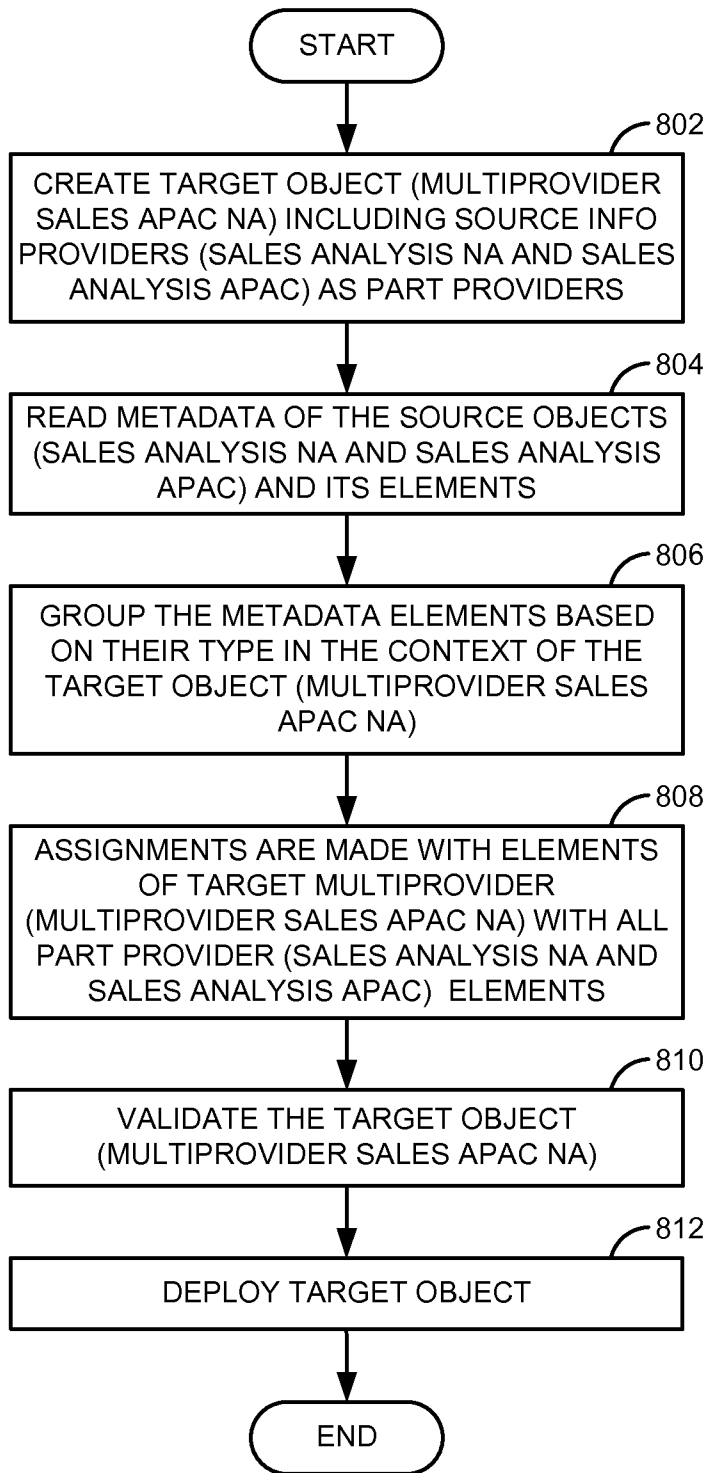 START
802
CREATE TARGET OBJECT (MULTIPROVIDER
SALES APAC NA) INCLUDING SOURCE INFO
PROVIDERS (SALES ANALYSIS NA AND SALES
ANALYSIS APAC) AS PART PROVIDERS
804
READ METADATA OF THE SOURCE OBJECTS
(SALES ANALYSIS NA AND SALES ANALYSIS
APAC) AND ITS ELEMENTS
806
GROUP THE METADATA ELEMENTS BASED
ON THEIR TYPE IN THE CONTEXT OF THE
TARGET OBJECT (MULTIPROVIDER SALES
APAC NA)
808
ASSIGNMENTS ARE MADE WITH ELEMENTS
OF TARGET MULTIPROVIDER
(MULTIPROVIDER SALES APAC NA) WITH ALL
PART PROVIDER (SALES ANALYSIS NA AND
SALES ANALYSIS APAC) ELEMENTS
810
VALIDATE THE TARGET OBJECT
(MULTIPROVIDER SALES APAC NA)
812
DEPLOY TARGET OBJECT
END